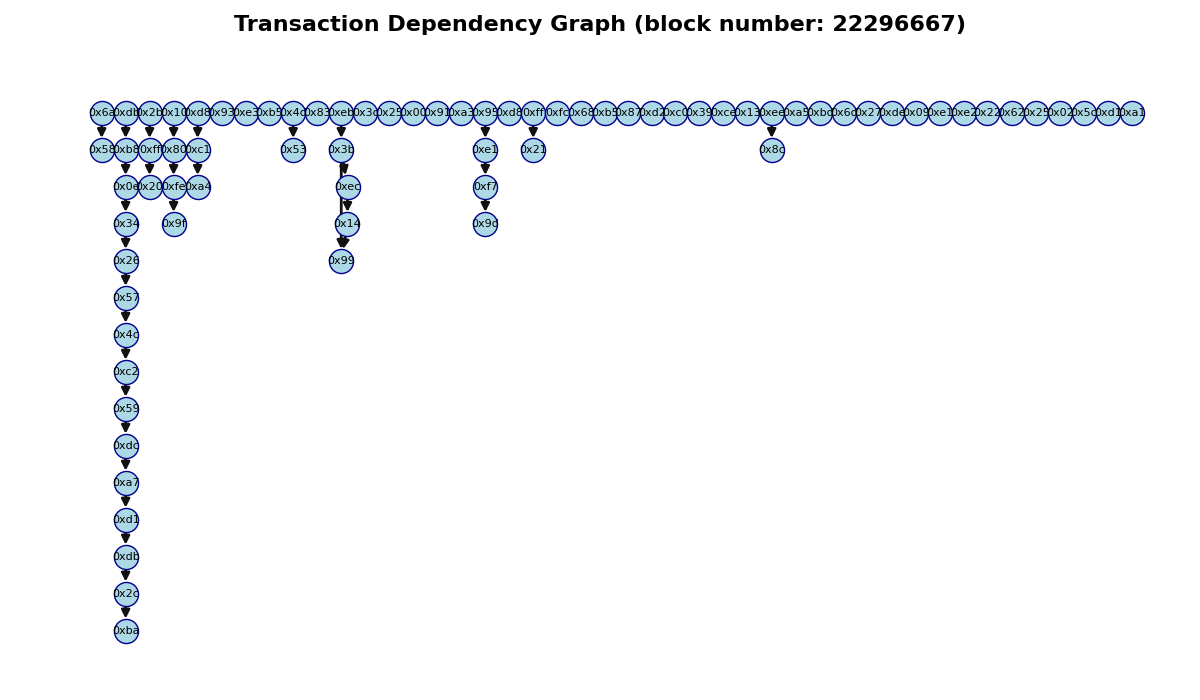 Transaction Dependency Graph (block number: 22296667)
0x6a 0xdb 0x2b 0x10 0xd8 0x93 0xe3 0xb5 0x4c 0x83 0xeb 0x3c 0x25 0x00 0x91 0xa3 0x95 0xd8 0xff 0xfc 0x68 0xb5 0x87 0xd2 0xc0 0x39 0xce 0x13 0xee 0xa5 0xbc 0x6c 0x27 0xde 0x09 0xe1 0xe2 0x22 0x62 0x25 0x02 0x5c 0xd1 0xa1
0x58 0xb8 0xff 0x80 0xc1 0x53 0x3b 0xe1 0x21 0x8c
0x0e 0x20 0xfe 0xa4 0xec 0xf7
0x34 0x9f 0x14 0x9d
0x26 0x99
0x57
0x4c
0xc2
0x59
0xdc
0xa7
0xd1
0xdb
0x2c
0xba